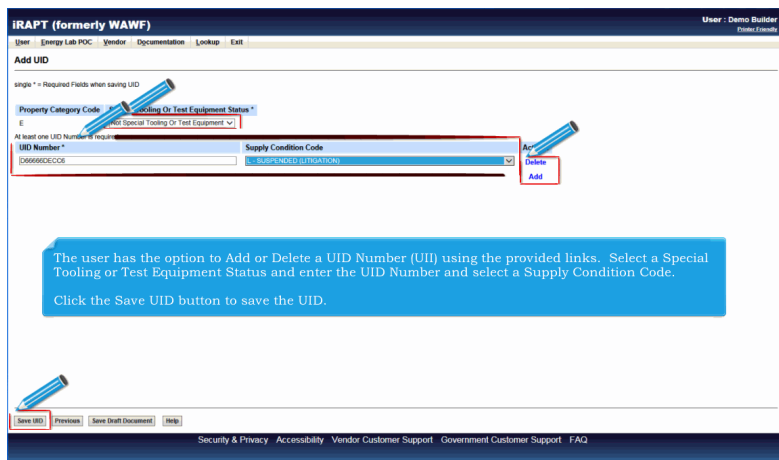 iRAPT (formerly WAWF)
User : Demo Builder
Printer Friendly
User Energy Lab POC Vendor Documentation Lookup Exit
Add UID
single * = Required Fields when saving UID
Property Category Code Tooling Or Test Equipment Status *
E Not Special Tooling Or Test Equipment
At least one UID Number is required
UID Number * Supply Condition Code
D66666DECC6 L - SUSPENDED (LITIGATION) Delete
Add
The user has the option to Add or Delete a UID Number (UII) using the provided links. Select a Special
Tooling or Test Equipment Status and enter the UID Number and select a Supply Condition Code.
Click the Save UID button to save the UID.
Save UID Previous Save Draft Document Help
Security & Privacy Accessibility Vendor Customer Support Government Customer Support FAQ